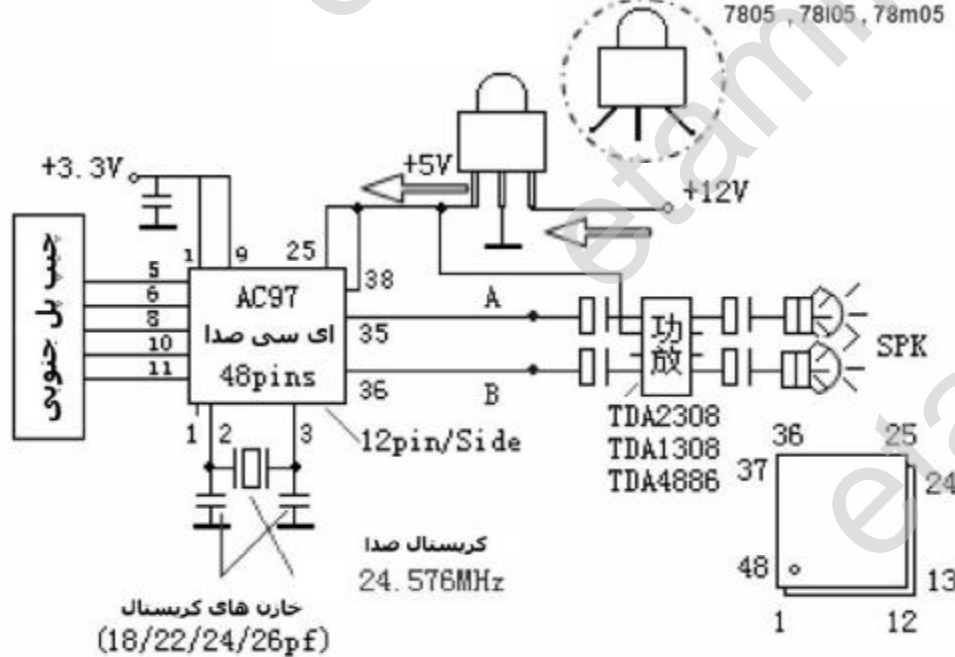 7805 , 78l05 , 78m05
+3.3V
+5V
+12V
چیپ پل جنوبی
1
9
25
5
6
8
10
11
AC97
ای سی صدا
48pins
38
35
36
A
B
功放
SPK
1
2
3
12pin/Side
TDA2308
TDA1308
TDA4886
36
25
37
24
48
13
1
12
کریستال صدا
24.576MHz
خازن های کریستال
(18/22/24/26pf)